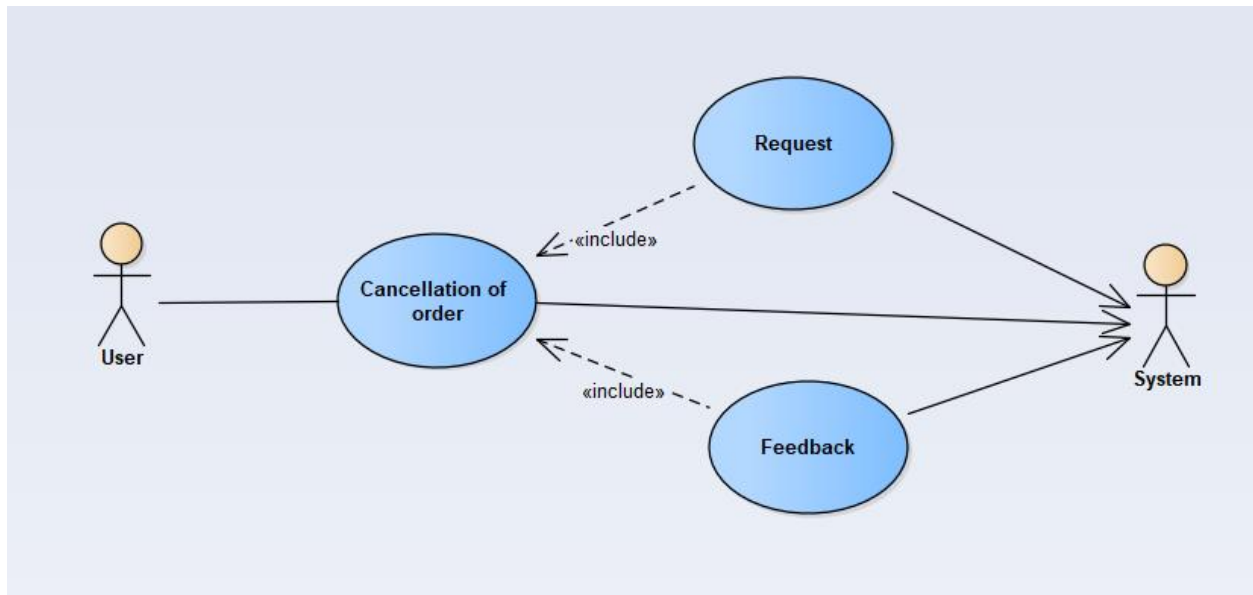 Request
«include»
Cancellation of
order
User
System
«include»
Feedback